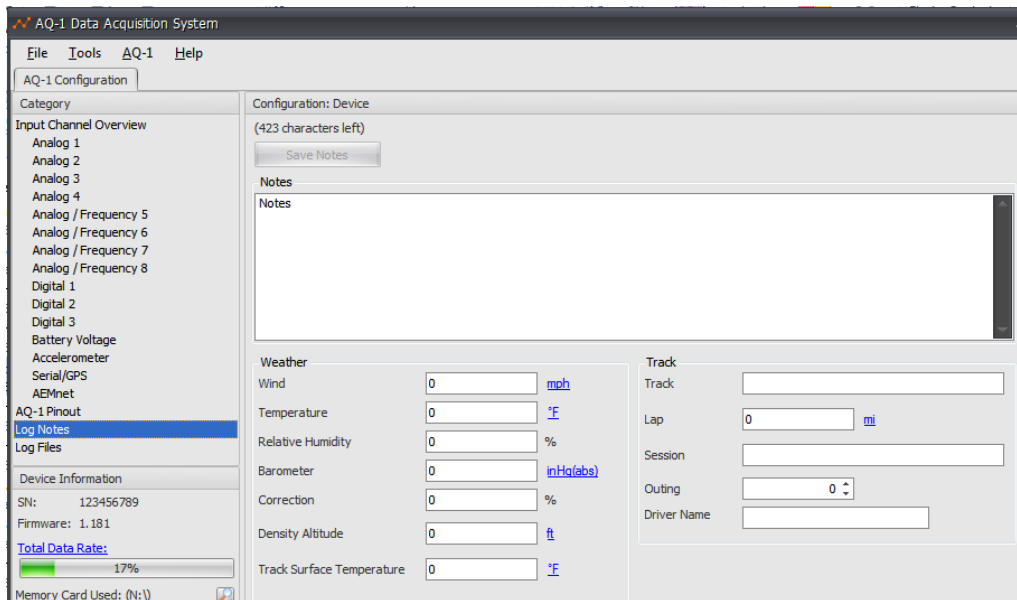 AQ-1 Data Acquisition System
File Tools AQ-1 Help
AQ-1 Configuration
Category
Input Channel Overview
Analog 1
Analog 2
Analog 3
Analog 4
Analog / Frequency 5
Analog / Frequency 6
Analog / Frequency 7
Analog / Frequency 8
Digital 1
Digital 2
Digital 3
Battery Voltage
Accelerometer
Serial/GPS
AEMnet
AQ-1 Pinout
Log Notes
Log Files
Device Information
SN: 123456789
Firmware: 1.181
Total Data Rate:
17%
Memory Card Used: (N:\)
Configuration: Device
(423 characters left)
Save Notes
Notes
Notes
Weather
Wind 0 mph
Temperature 0 °F
Relative Humidity 0 %
Barometer 0 inHg(abs)
Correction 0 %
Density Altitude 0 ft
Track Surface Temperature 0 °F
Track
Track
Lap 0 mi
Session
Outing 0
Driver Name